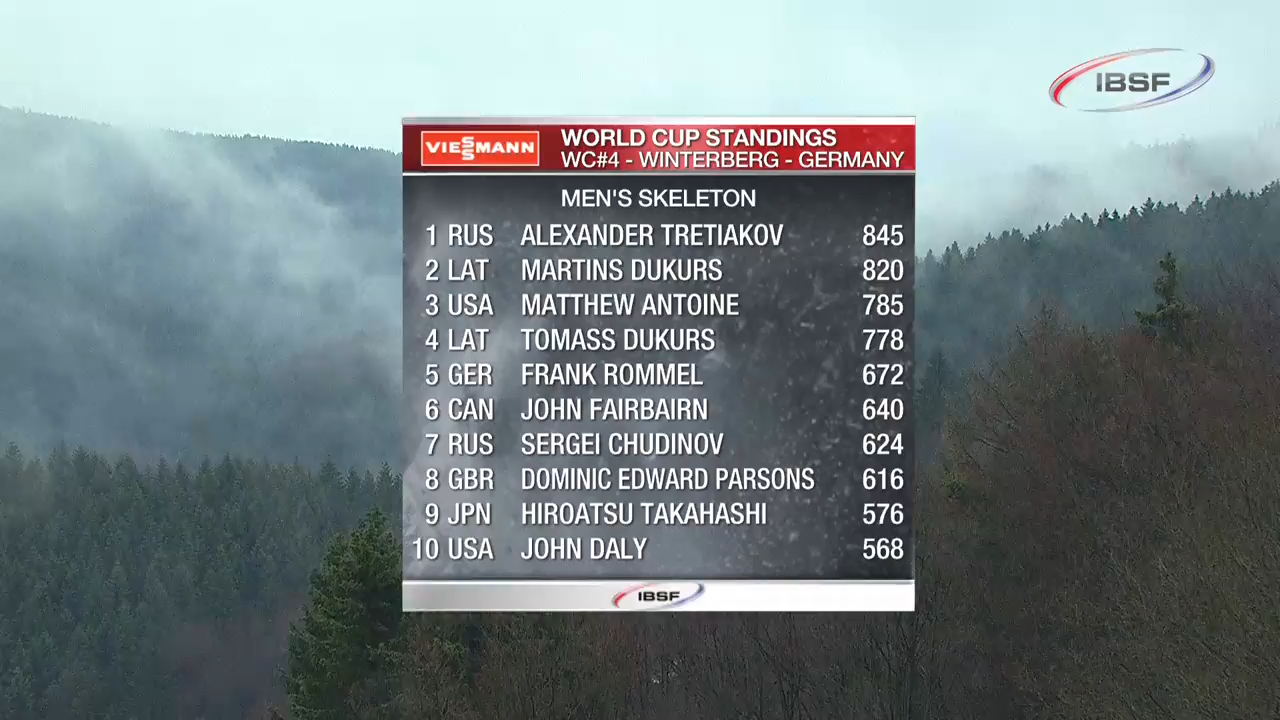 IBSF
VIESSMANN
WORLD CUP STANDINGS
WC#4 - WINTERBERG - GERMANY
MEN'S SKELETON
1 RUS ALEXANDER TRETIAKOV 845
2 LAT MARTINS DUKURS 820
3 USA MATTHEW ANTOINE 785
4 LAT TOMASS DUKURS 778
5 GER FRANK ROMMEL 672
6 CAN JOHN FAIRBAIRN 640
7 RUS SERGEI CHUDINOV 624
8 GBR DOMINIC EDWARD PARSONS 616
9 JPN HIROATSU TAKAHASHI 576
10 USA JOHN DALY 568
IBSF